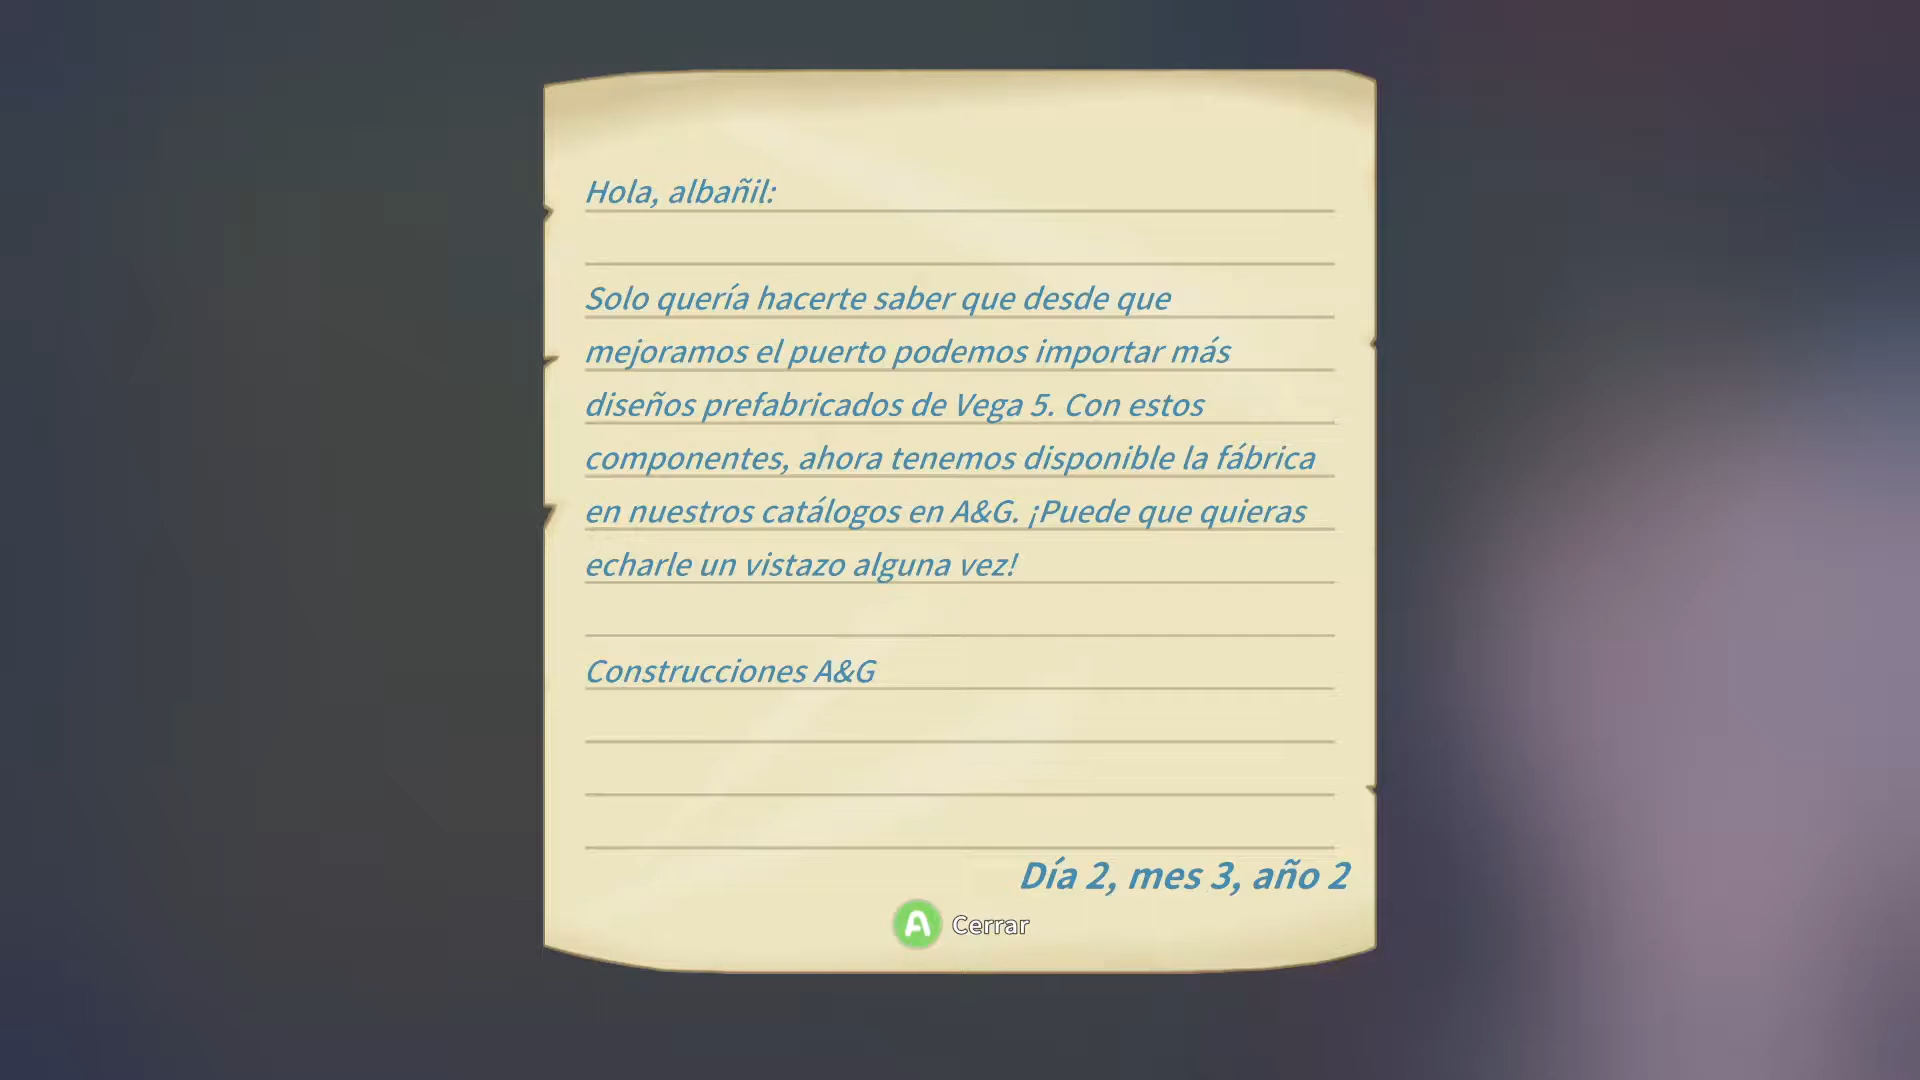 Hola, albañil:
Solo quería hacerte saber que desde que
mejoramos el puerto podemos importar más
diseños prefabricados de Vega 5. Con estos
componentes, ahora tenemos disponible la fábrica
en nuestros catálogos en A&G. ¡Puede que quieras
echarle un vistazo alguna vez!
Construcciones A&G
Día 2, mes 3, año 2
A Cerrar